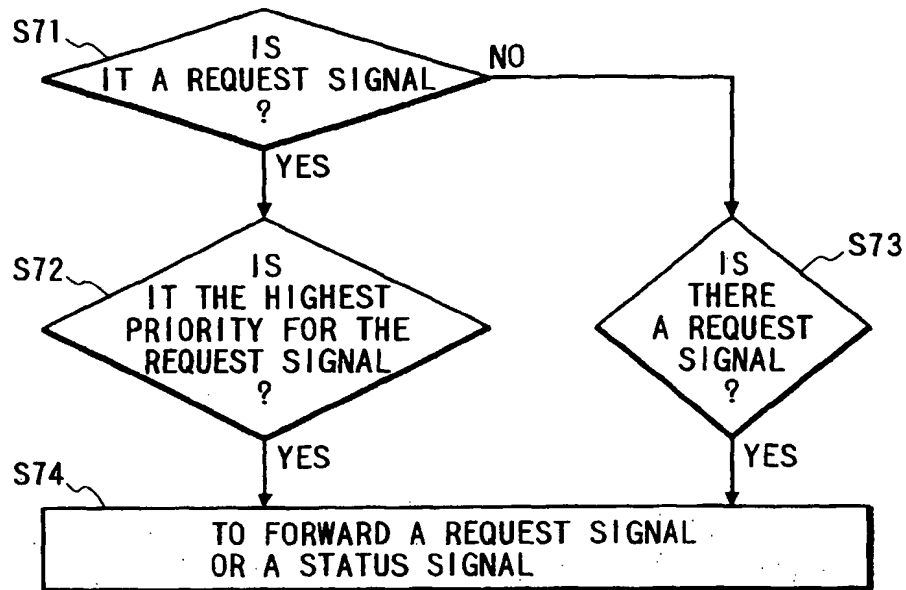 S71
IS
IT A REQUEST SIGNAL
?
NO
YES
S72
IS
IT THE HIGHEST
PRIORITY FOR THE
REQUEST SIGNAL
?
YES
S73
IS
THERE
A REQUEST
SIGNAL
?
YES
S74
TO FORWARD A REQUEST SIGNAL
OR A STATUS SIGNAL